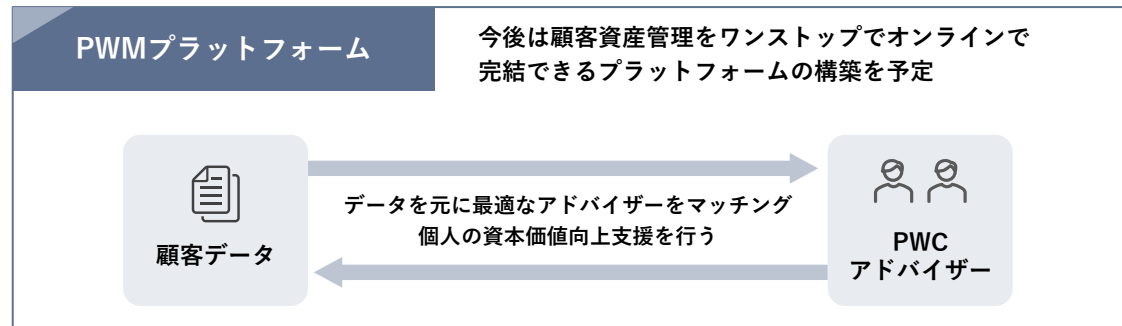 PWMプラットフォーム
今後は顧客資産管理をワンストップでオンラインで
完結できるプラットフォームの構築を予定
データを元に最適なアドバイザーをマッチング
個人の資本価値向上支援を行う
顧客データ
PWC
アドバイザー